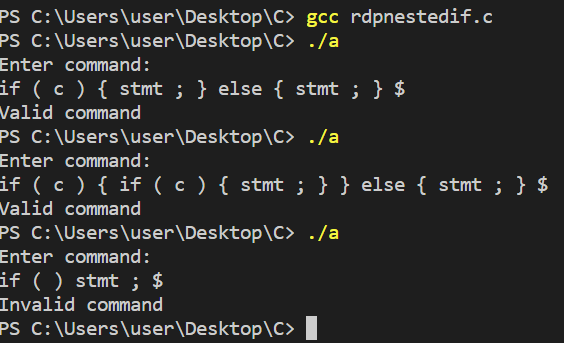 PS C:\Users\user\Desktop\C> gcc rdpnestedif.c
PS C:\Users\user\Desktop\C> ./a
Enter command:
if ( c ) { stmt ; } else { stmt ; } $
Valid command
PS C:\Users\user\Desktop\C> ./a
Enter command:
if ( c ) { if ( c ) { stmt ; } } else { stmt ; } $
Valid command
PS C:\Users\user\Desktop\C> ./a
Enter command:
if ( ) stmt ; $
Invalid command
PS C:\Users\user\Desktop\C>